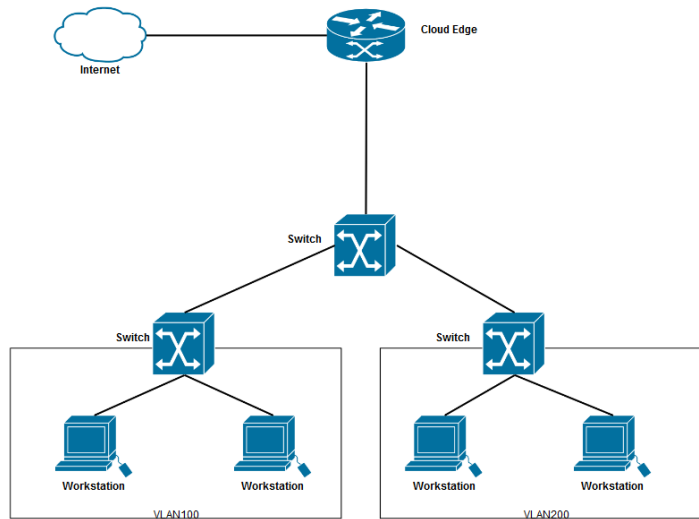 Cloud Edge
Internet
Switch
Switch
Switch
Workstation
Workstation
Workstation
Workstation
VLAN100
VLAN200